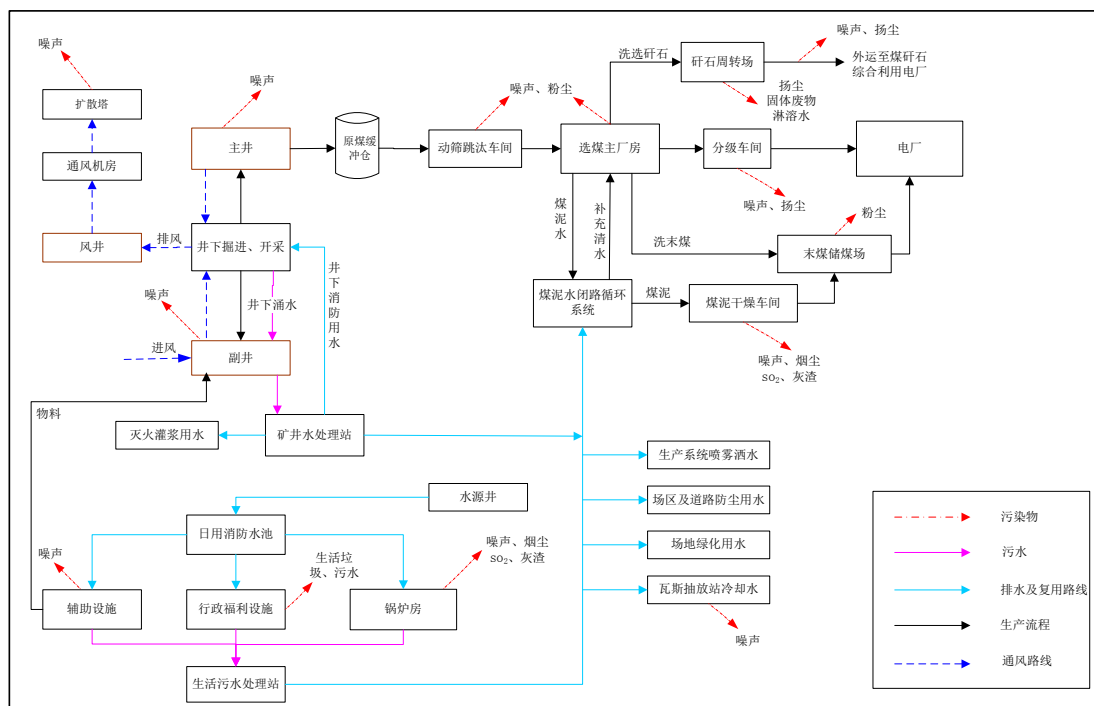 噪声
噪声、扬尘
洗选矸石
矸石周转场
外运至煤矸石
综合利用电厂
噪声
扩散塔
噪声、粉尘
扬尘
固体废物
淋溶水
主井
原煤缓
冲仓
动筛跳汰车间
选煤主厂房
分级车间
电厂
通风机房
噪声、扬尘
粉尘
煤泥水
补充清水
风井
排风
井下掘进、开采
井下消防用水
洗末煤
末煤储煤场
噪声
井下涌水
煤泥水闭路循环
系统
煤泥
煤泥干燥车间
进风
副井
噪声、烟尘
so₂、灰渣
物料
灭火灌浆用水
矿井水处理站
生产系统喷雾洒水
水源井
场区及道路防尘用水
日用消防水池
噪声
生活垃
圾、污水
噪声、烟尘
so₂、灰渣
场地绿化用水
辅助设施
行政福利设施
锅炉房
瓦斯抽放站冷却水
噪声
生活污水处理站
污染物
污水
排水及复用路线
生产流程
通风路线